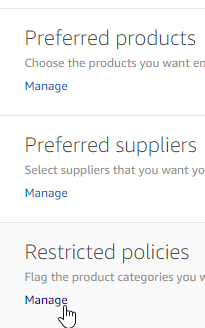 Preferred products
Choose the products you want en
Manage
Preferred suppliers
Select suppliers that you want yo
Manage
Restricted policies
Flag the product categories you w
Manage